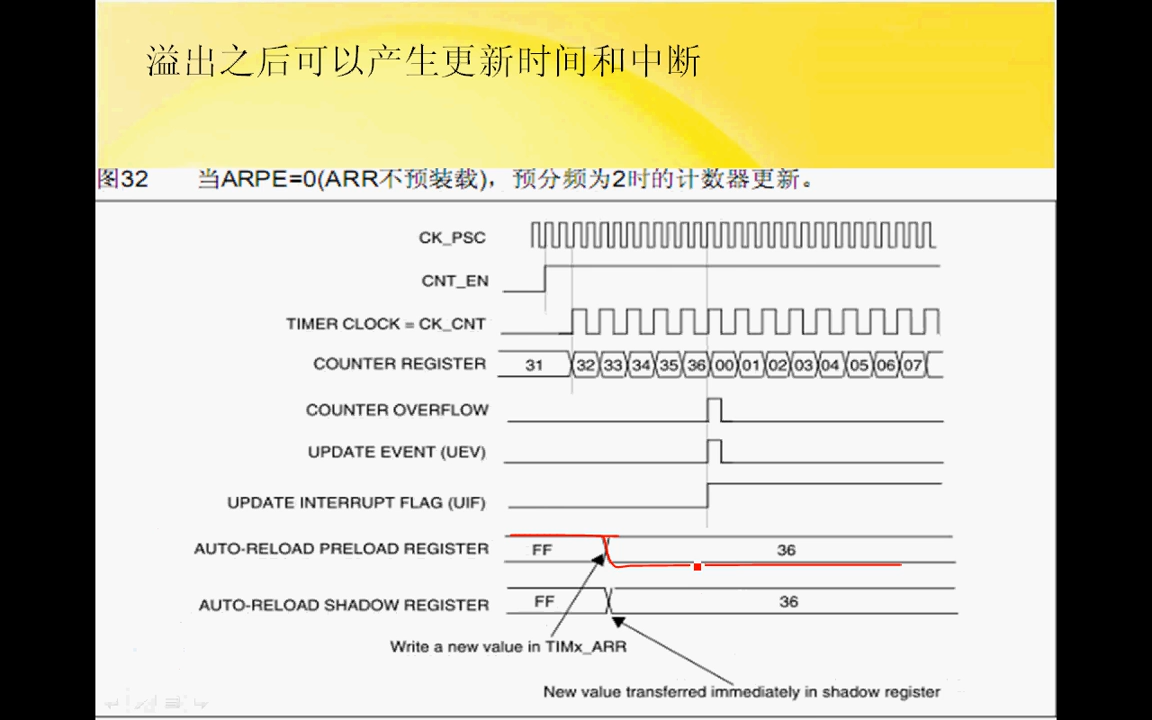 溢出之后可以产生更新时间和中断
图32 当ARPE=0(ARR不预装载)，预分频为2时的计数器更新。
CK_PSC
CNT_EN
TIMER CLOCK = CK_CNT
COUNTER REGISTER 31 32 33 34 35 36 00 01 02 03 04 05 06 07
COUNTER OVERFLOW
UPDATE EVENT (UEV)
UPDATE INTERRUPT FLAG (UIF)
AUTO-RELOAD PRELOAD REGISTER FF 36
AUTO-RELOAD SHADOW REGISTER FF 36
Write a new value in TIMx_ARR
New value transferred immediately in shadow register